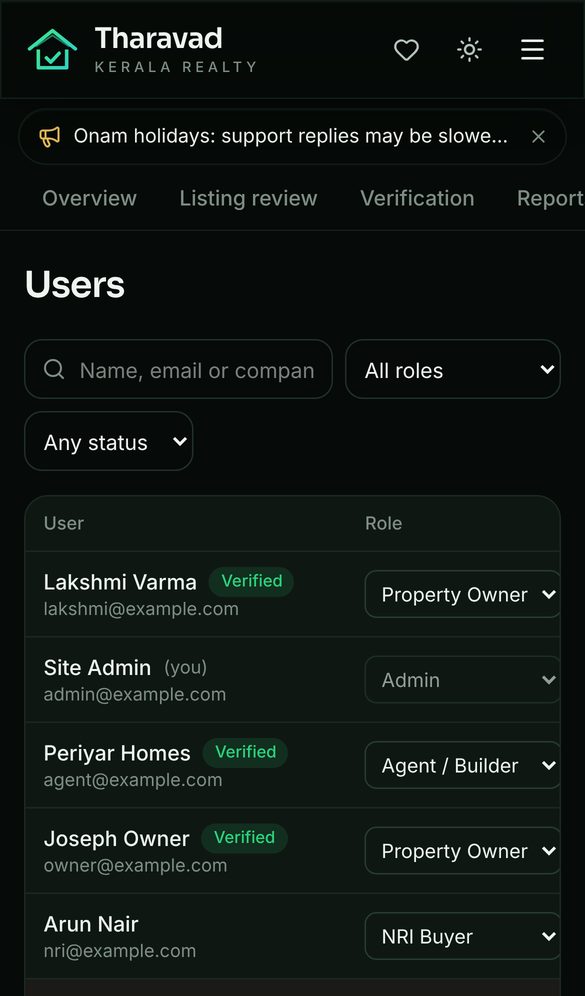 Tharavad
KERALA REALTY
Onam holidays: support replies may be slowe...
Overview Listing review Verification Report
Users
Name, email or compan All roles
Any status
User Role
Lakshmi Varma Verified
lakshmi@example.com
Property Owner
Site Admin (you)
admin@example.com
Admin
Periyar Homes Verified
agent@example.com
Agent / Builder
Joseph Owner Verified
owner@example.com
Property Owner
Arun Nair
nri@example.com
NRI Buyer